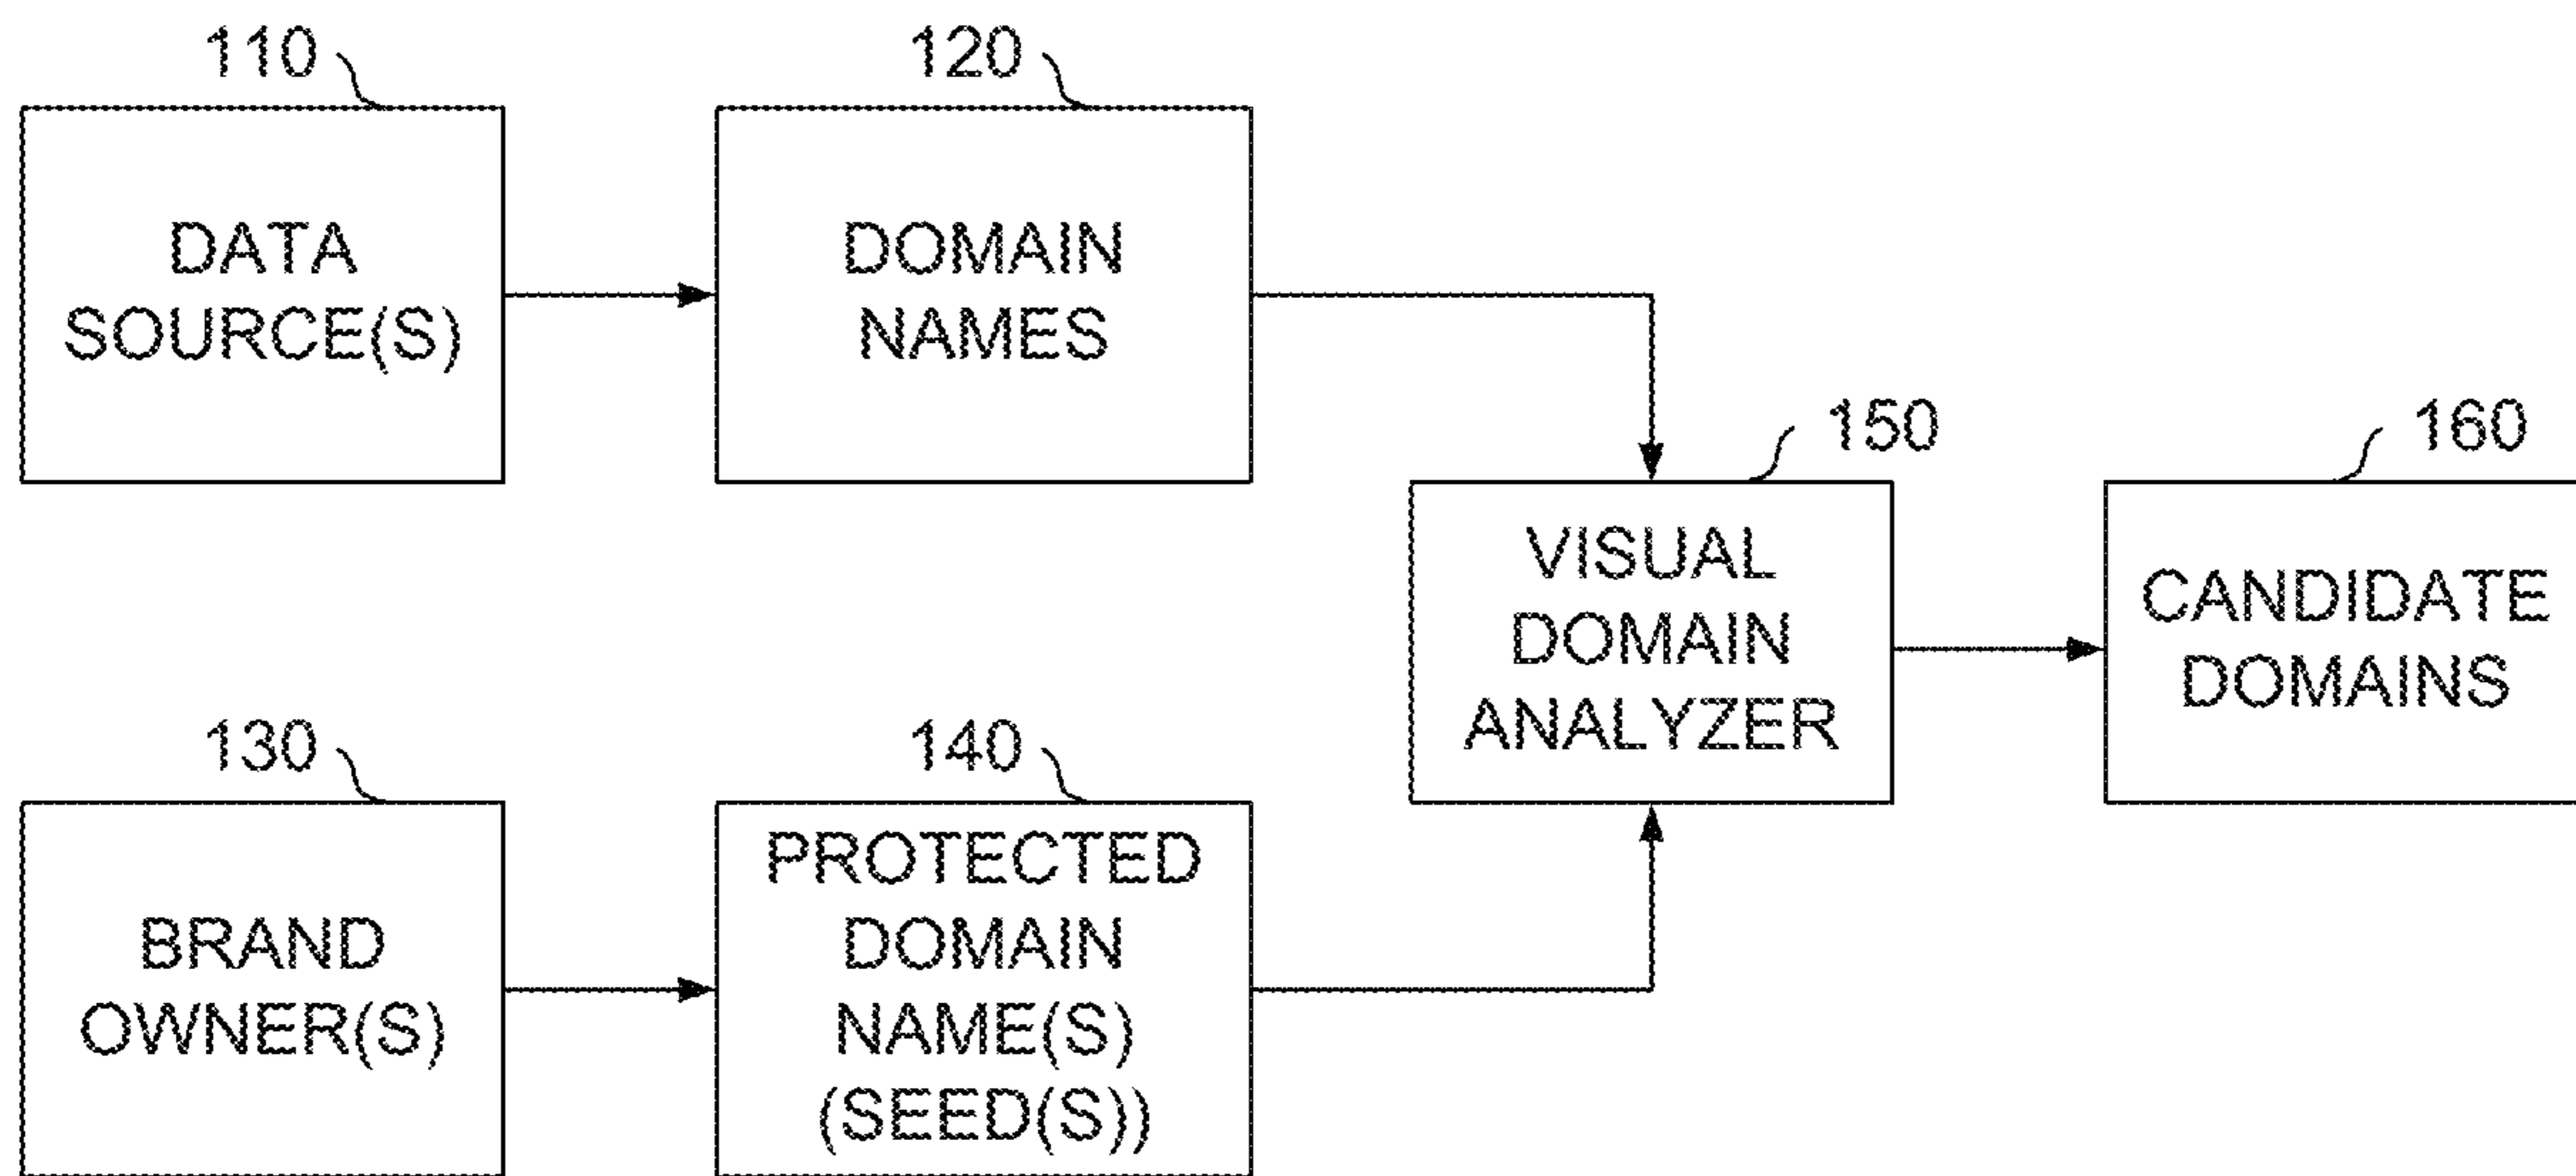 110
DATA
SOURCE(S)
120
DOMAIN
NAMES
130
BRAND
OWNER(S)
140
PROTECTED
DOMAIN
NAME(S)
(SEED(S))
150
VISUAL
DOMAIN
ANALYZER
160
CANDIDATE
DOMAINS